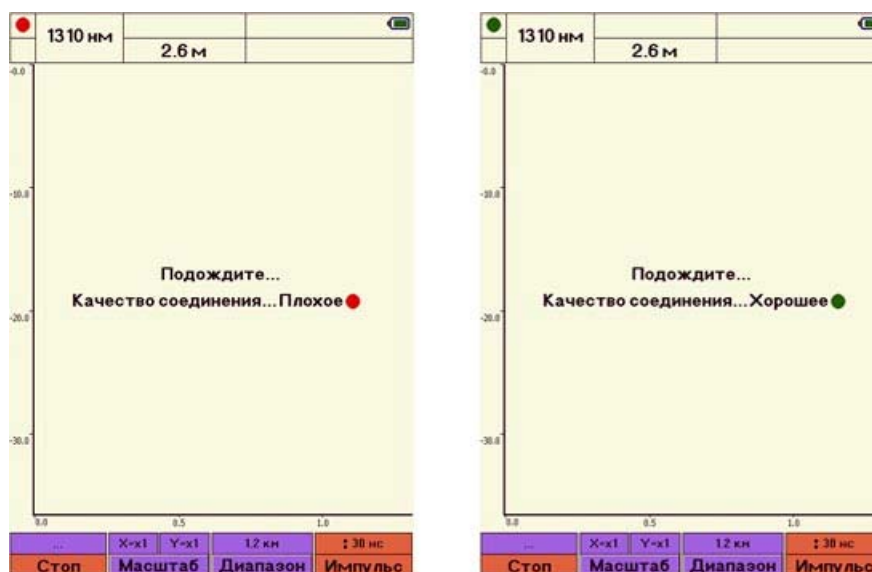 1310 нм
2.6 м
-0.0
-10.0
-20.0
-30.0
Подождите...
Качество соединения...Плохое
0.0 0.5 1.0
... X=x1 Y=x1 1.2 км ↕ 30 нс
Стоп Масштаб Диапазон Импульс
1310 нм
2.6 м
-0.0
-10.0
-20.0
-30.0
Подождите...
Качество соединения...Хорошее
0.0 0.5 1.0
... X=x1 Y=x1 1.2 км ↕ 30 нс
Стоп Масштаб Диапазон Импульс